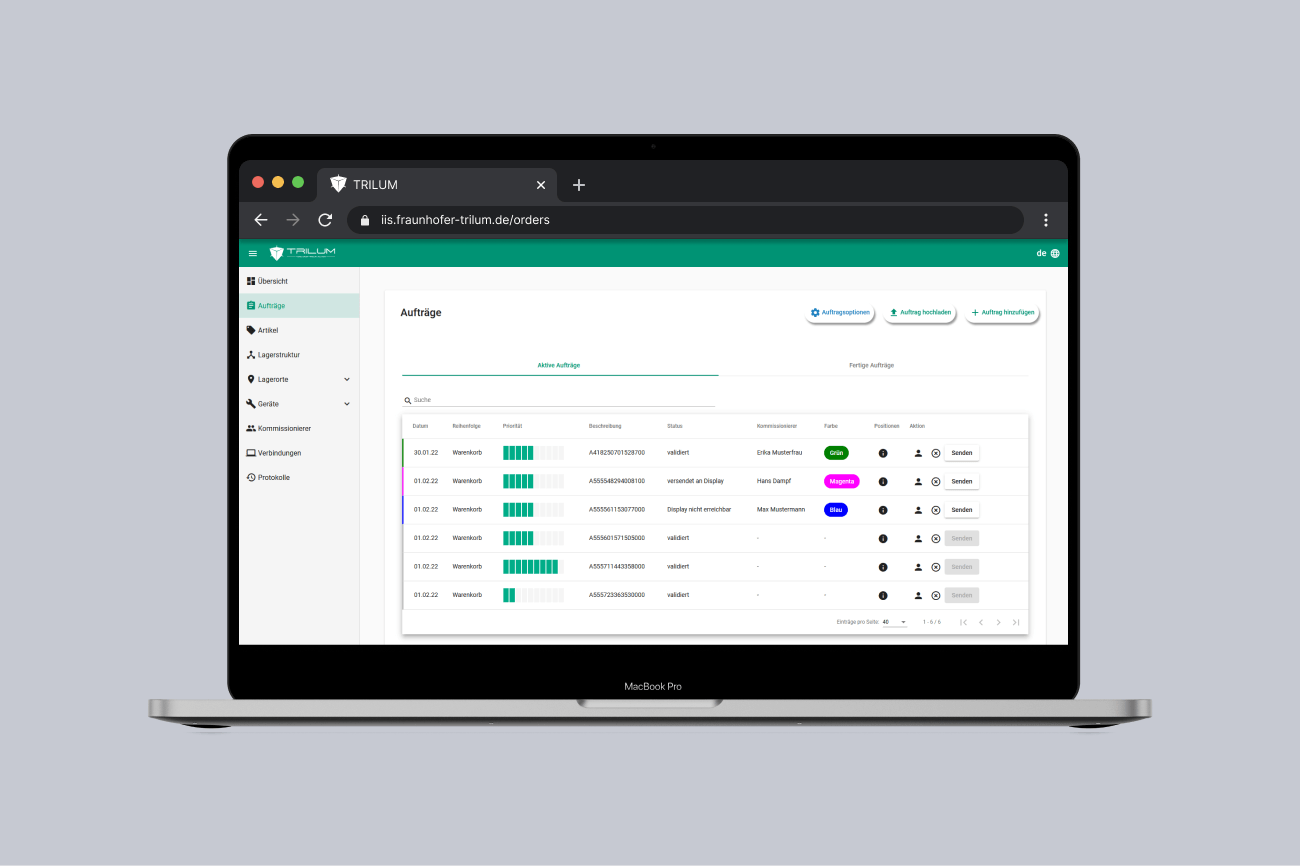 TRILUM
iis.fraunhofer-trilum.de/orders
TRILUM
de
Übersicht
Aufträge
Artikel
Lagerstruktur
Lagerorte
Geräte
Kommissionierer
Verbindungen
Protokolle
Aufträge
Auftragsoptionen
Auftrag hochladen
Auftrag hinzufügen
Aktive Aufträge
Fertige Aufträge
Suche
Datum Reihenfolge Priorität Beschreibung Status Kommissionierer Farbe Positionen Aktion
30.01.22 Warenkorb A418250701528700 validiert Erika Musterfrau Grün Senden
01.02.22 Warenkorb A555548294008100 versendet an Display Hans Dampf Magenta Senden
01.02.22 Warenkorb A555561153077000 Display nicht erreichbar Max Mustermann Blau Senden
01.02.22 Warenkorb A555601571505000 validiert - - Senden
01.02.22 Warenkorb A555711443358000 validiert - - Senden
01.02.22 Warenkorb A555723363530000 validiert - - Senden
Einträge pro Seite: 40 1 - 6 / 6
MacBook Pro